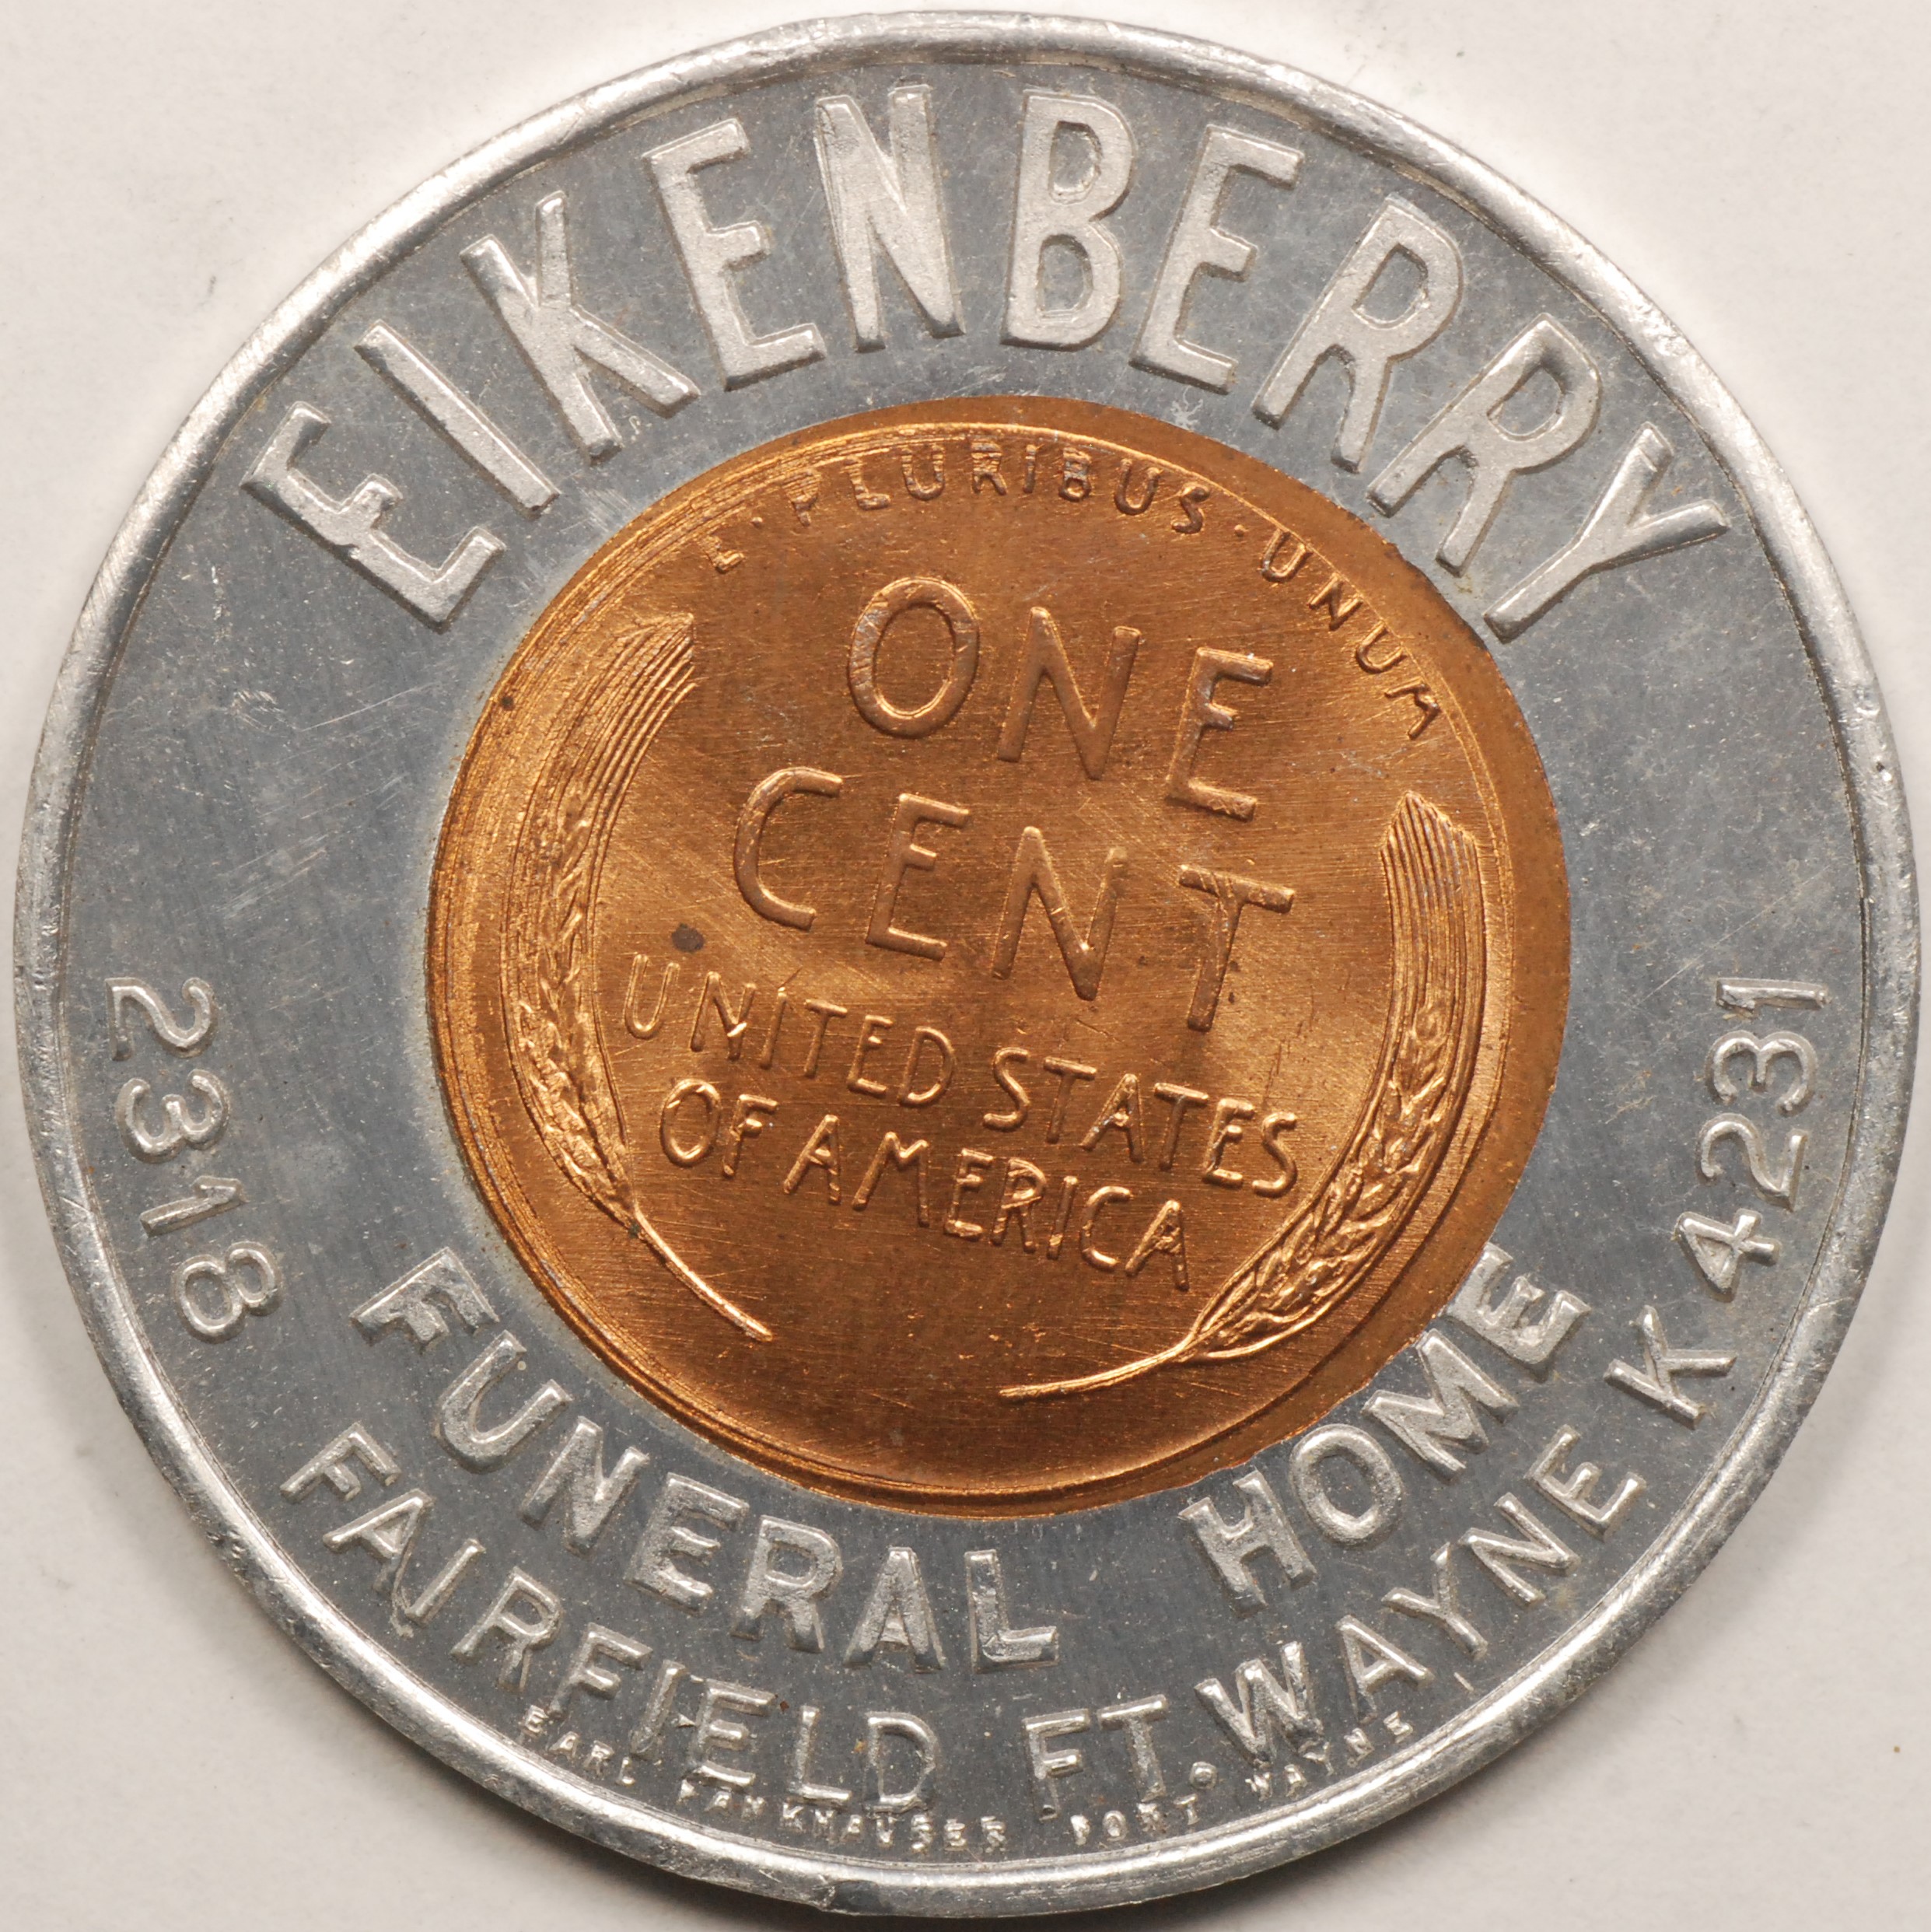 EIKENBERRY
FUNERAL HOME
2318 FAIRFIELD FT. WAYNE K4231
EARL FANKHAUSER FORT WAYNE
E·PLURIBUS·UNUM
ONE
CENT
UNITED STATES
OF AMERICA